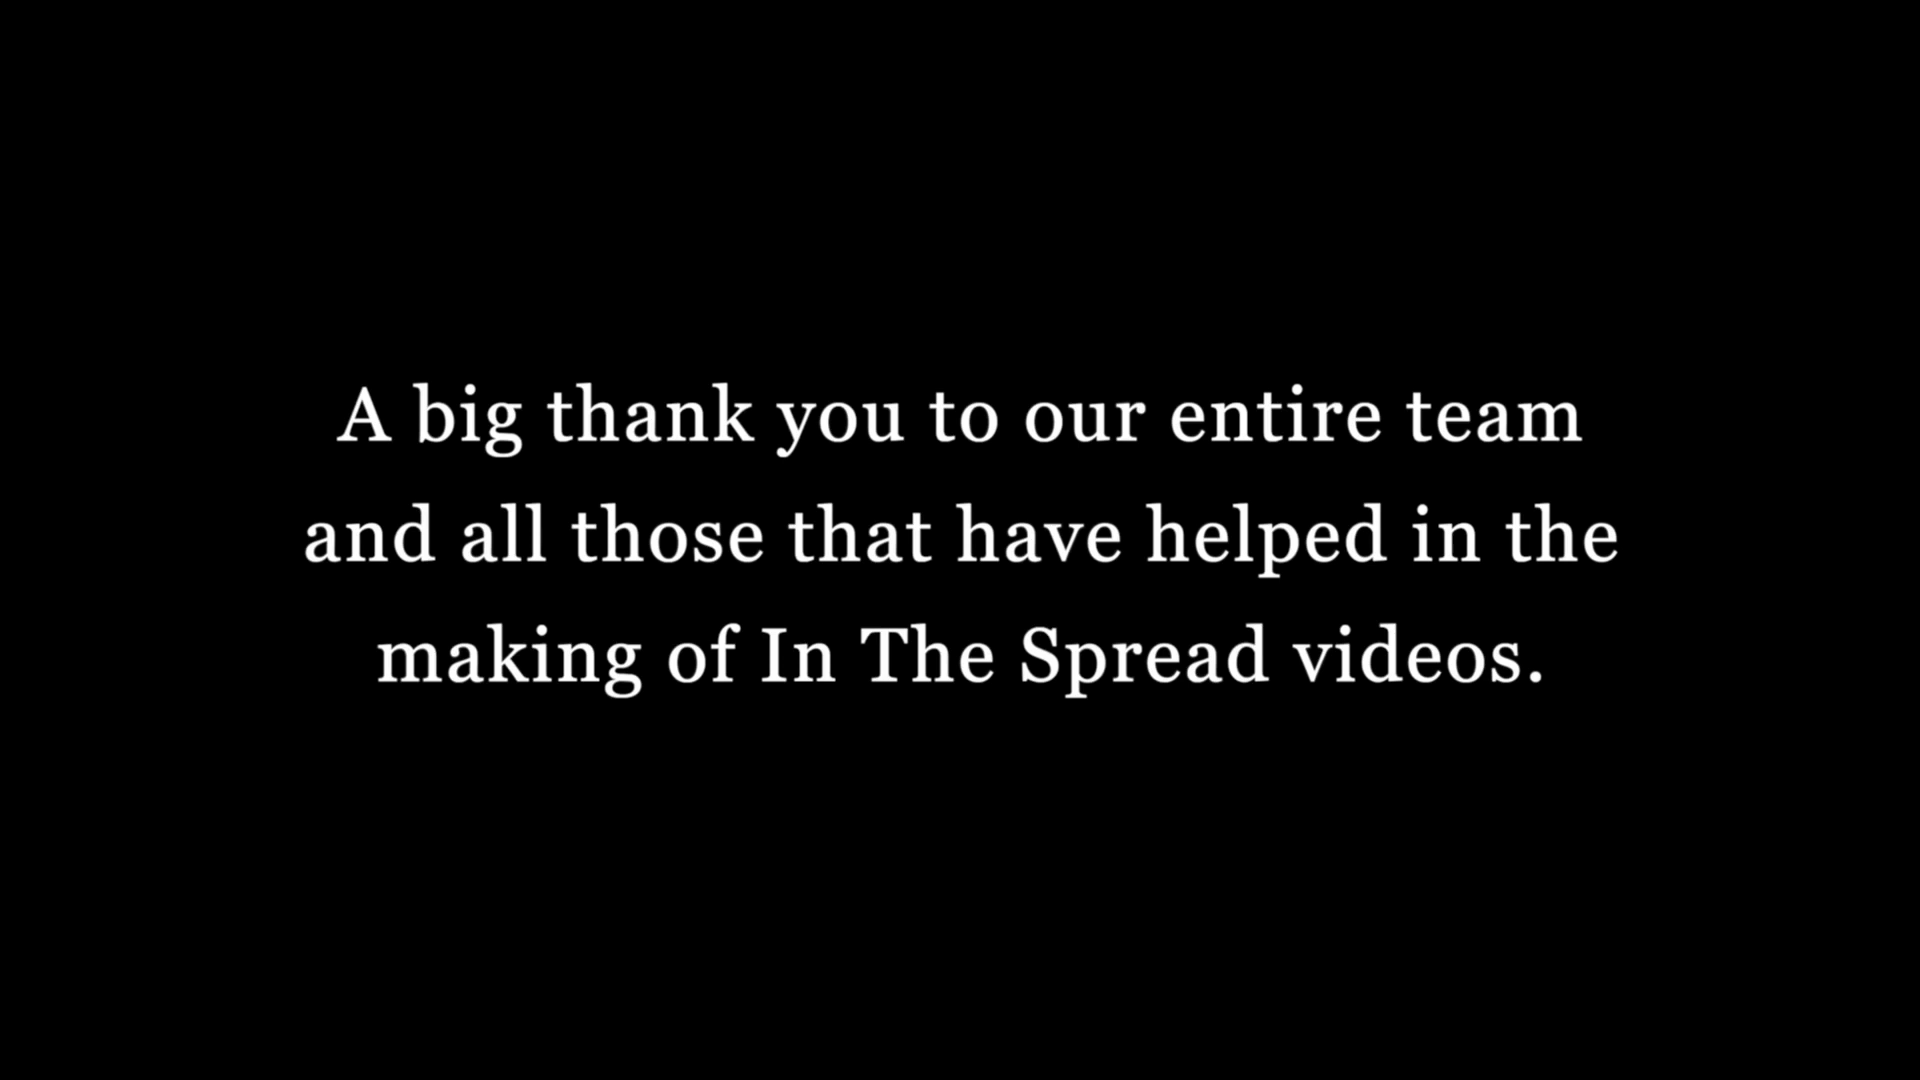 A big thank you to our entire team
and all those that have helped in the
making of In The Spread videos.